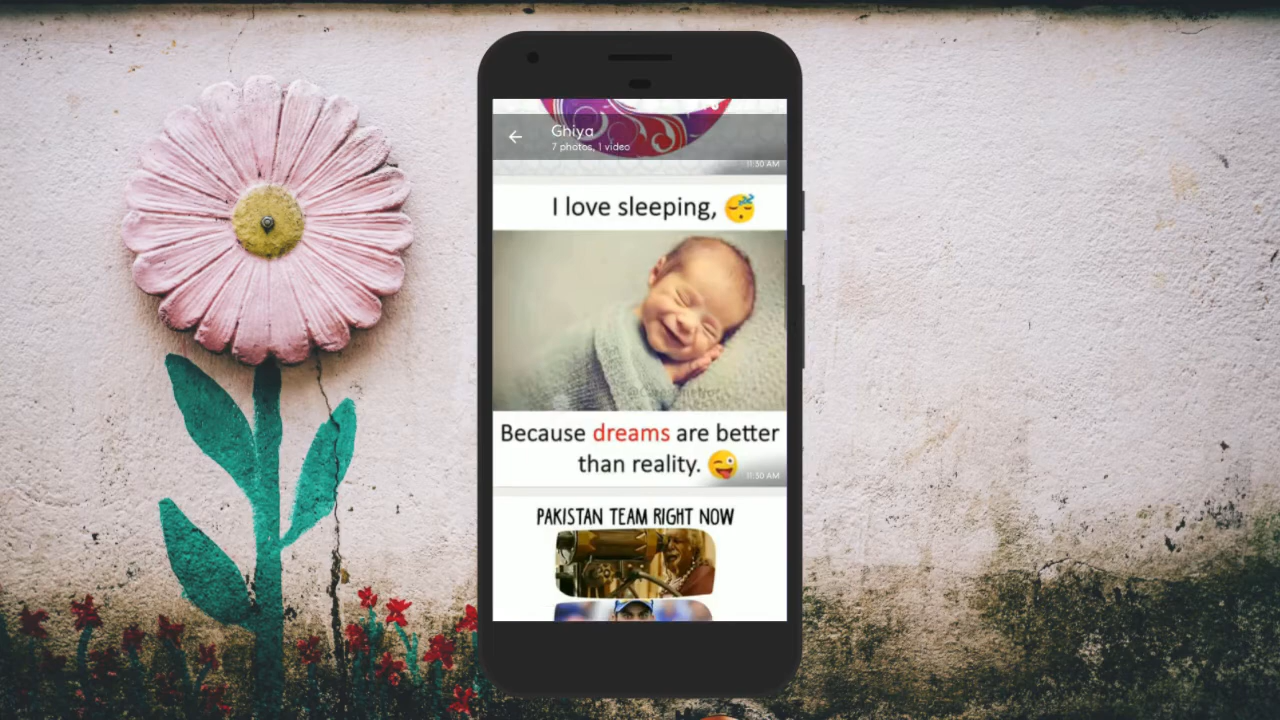 Ghiya
7 photos, 1 video
11:30 AM
I love sleeping,
Because dreams are better
than reality.
11:30 AM
PAKISTAN TEAM RIGHT NOW